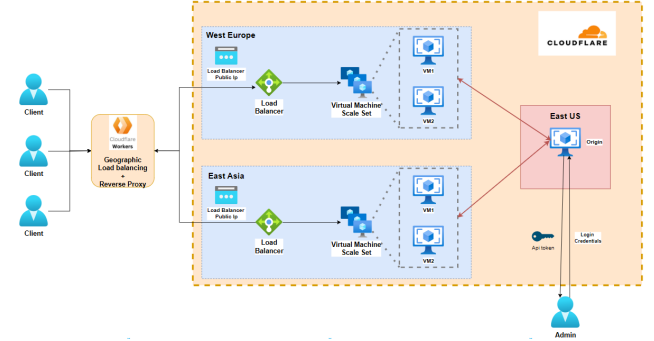 CLOUDFLARE
West Europe
Load Balancer
Public Ip
Load
Balancer
Virtual Machine
Scale Set
VM1
VM2
Client
Client
Client
Cloudflare
Workers
Geographic
Load balancing
+
Reverse Proxy
East US
Origin
East Asia
Load Balancer
Public Ip
Load
Balancer
Virtual Machine
Scale Set
VM1
VM2
Api token
Login
Credentials
Admin